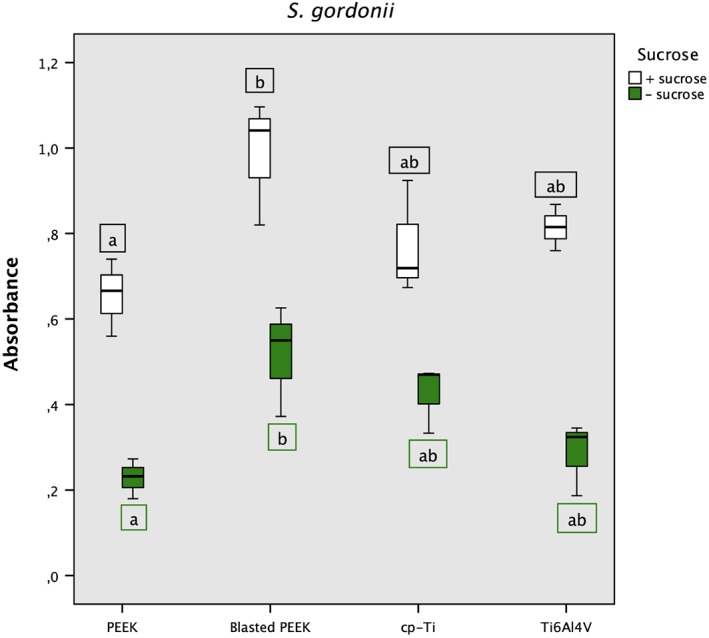 S. gordonii
Sucrose
+ sucrose
– sucrose
Absorbance
1,2
1,0
,8
,6
,4
,2
,0
b
ab
ab
a
b
ab
a
ab
PEEK
Blasted PEEK
cp-Ti
Ti6Al4V